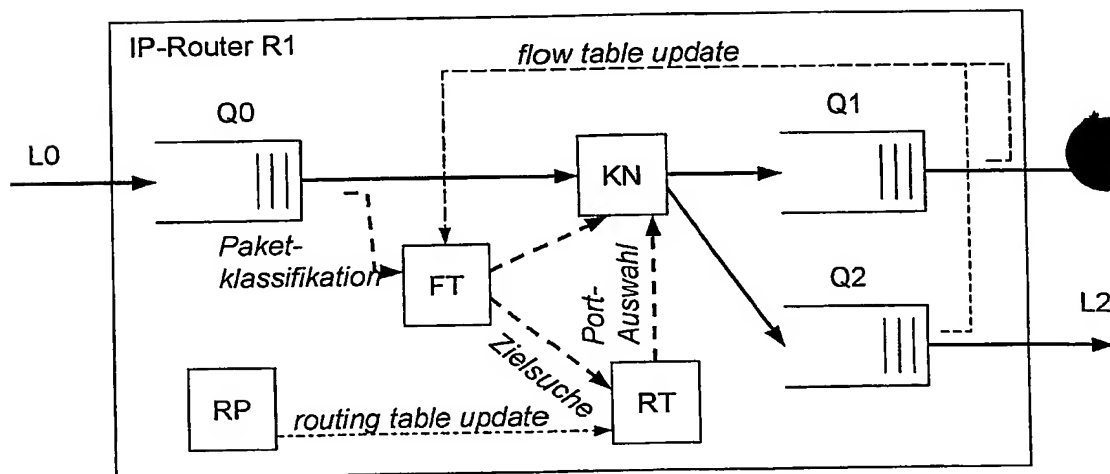 IP-Router R1
flow table update
Q0
Q1
L0
KN
Paket-
klassifikation
FT
Port-
Auswahl
Q2
L2
Zielsuche
RP
routing table update
RT